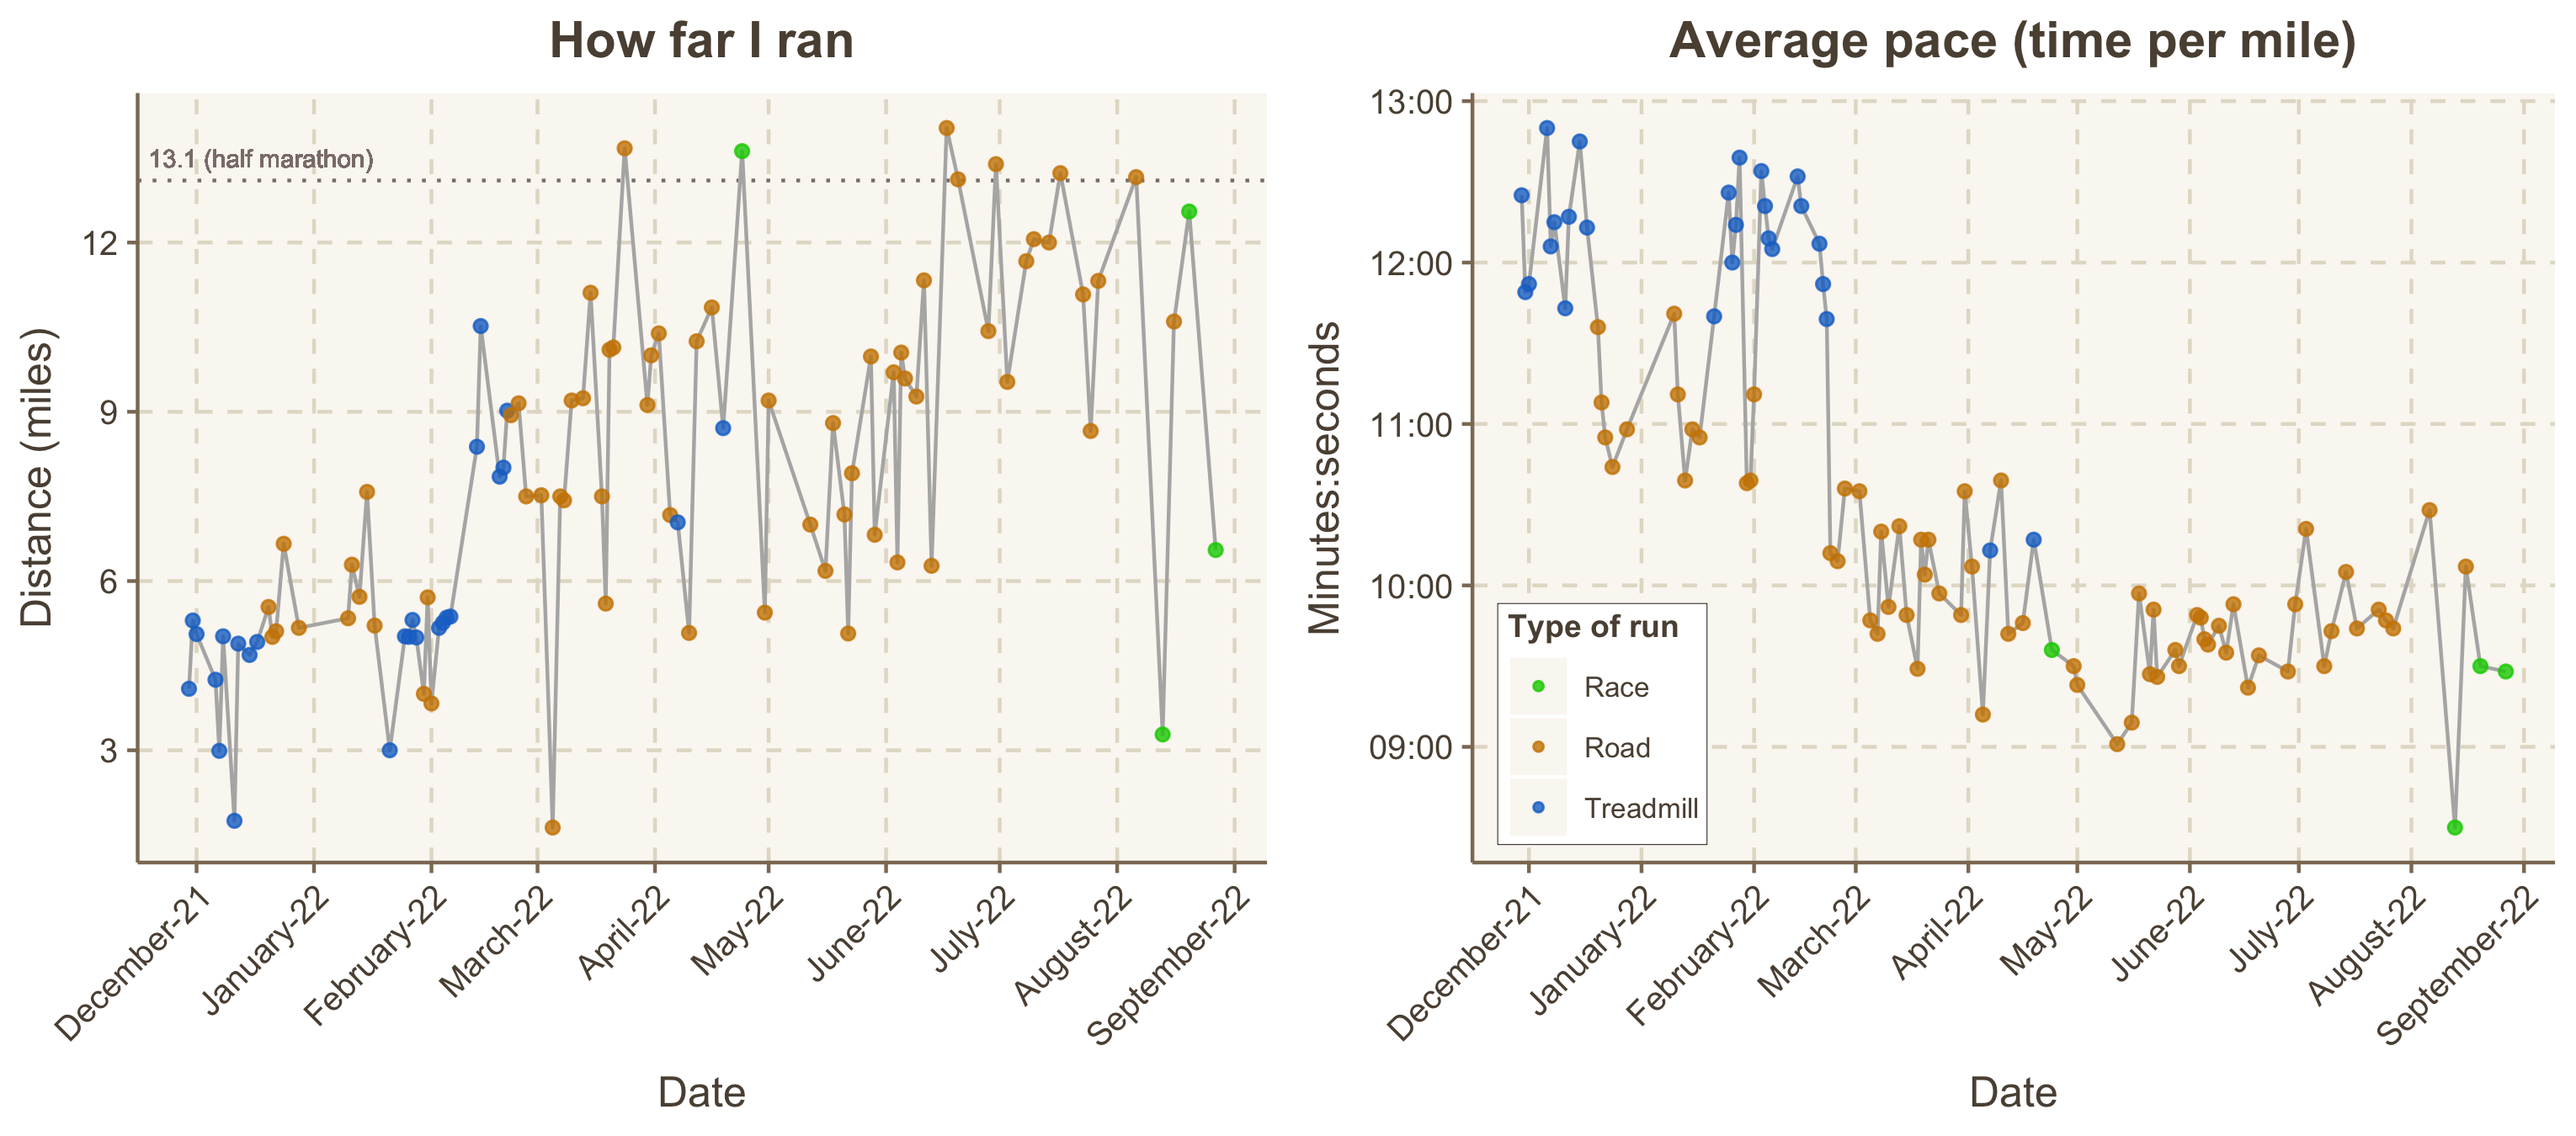 How far I ran
13.1 (half marathon)
12
9
6
3
Distance (miles)
December-21
January-22
February-22
March-22
April-22
May-22
June-22
July-22
August-22
September-22
Date
Average pace (time per mile)
13:00
12:00
11:00
10:00
09:00
Minutes:seconds
Type of run
Race
Road
Treadmill
December-21
January-22
February-22
March-22
April-22
May-22
June-22
July-22
August-22
September-22
Date